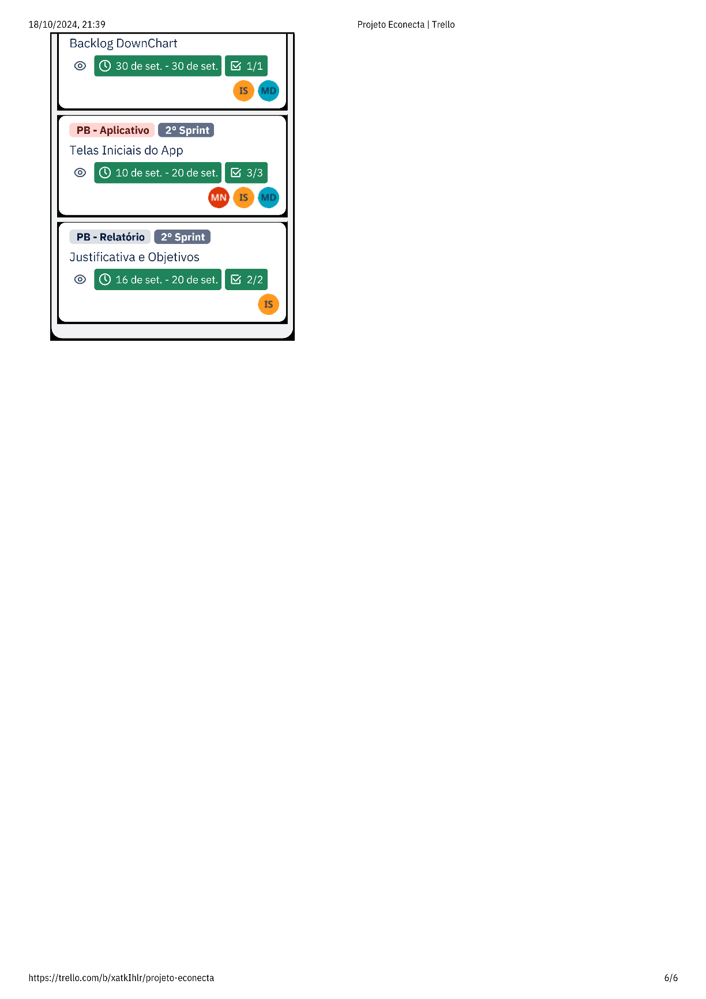 18/10/2024, 21:39
Projeto Econecta | Trello
Backlog DownChart
30 de set. - 30 de set.
1/1
IS
MD
PB - Aplicativo
2° Sprint
Telas Iniciais do App
10 de set. - 20 de set.
3/3
MN
IS
MD
PB - Relatório
2° Sprint
Justificativa e Objetivos
16 de set. - 20 de set.
2/2
IS
https://trello.com/b/xatkIhlr/projeto-econecta
6/6